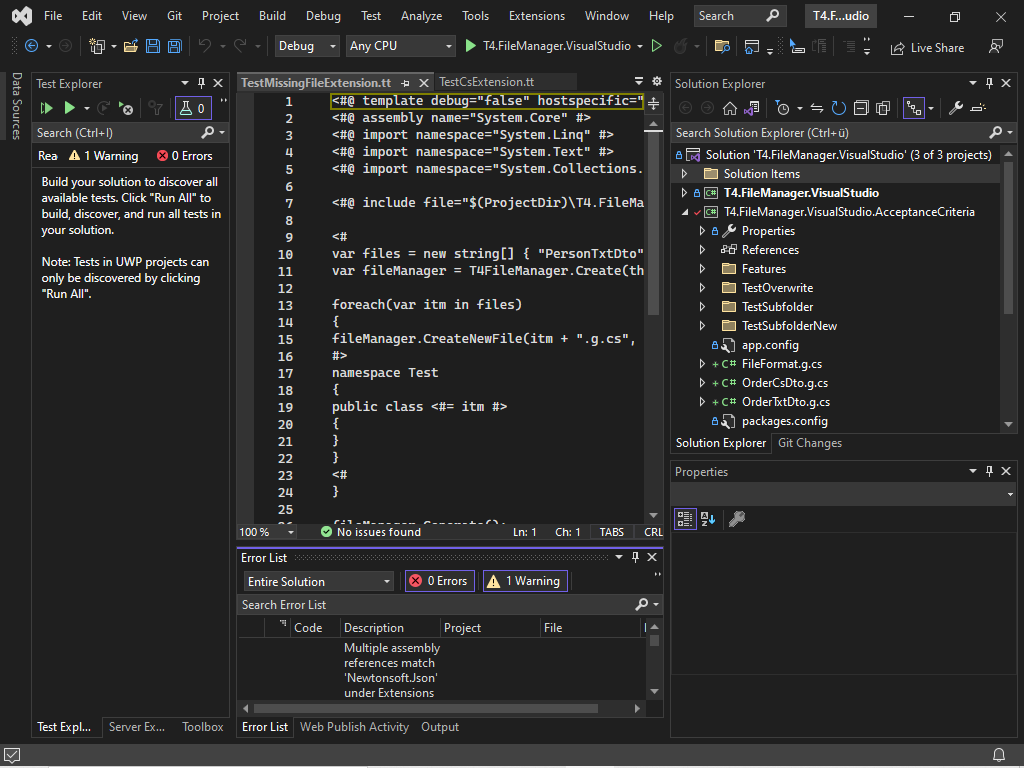 File Edit View Git Project Build Debug Test Analyze Tools Extensions Window Help Search T4.F...udio
Debug Any CPU T4.FileManager.VisualStudio Live Share
Data Sources
Test Explorer
0
Search (Ctrl+I)
Rea 1 Warning 0 Errors
Build your solution to discover all
available tests. Click "Run All" to
build, discover, and run all tests in
your solution.
Note: Tests in UWP projects can
only be discovered by clicking
"Run All".
Test Expl... Server Ex... Toolbox
TestMissingFileExtension.tt TestCsExtension.tt
1 <#@ template debug="false" hostspecific="
2 <#@ assembly name="System.Core" #>
3 <#@ import namespace="System.Linq" #>
4 <#@ import namespace="System.Text" #>
5 <#@ import namespace="System.Collections.
6
7 <#@ include file="$(ProjectDir)\T4.FileMa
8
9 <#
10 var files = new string[] { "PersonTxtDto"
11 var fileManager = T4FileManager.Create(th
12
13 foreach(var itm in files)
14 {
15 fileManager.CreateNewFile(itm + ".g.cs",
16 #>
17 namespace Test
18 {
19 public class <#= itm #>
20 {
21 }
22 }
23 <#
24 }
25
26 fileManager.Generate();
100 % No issues found Ln: 1 Ch: 1 TABS CRL
Error List
Entire Solution 0 Errors 1 Warning
Search Error List
Code Description Project File
Multiple assembly
references match
'Newtonsoft.Json'
under Extensions
Error List Web Publish Activity Output
Solution Explorer
Search Solution Explorer (Ctrl+ü)
Solution 'T4.FileManager.VisualStudio' (3 of 3 projects)
Solution Items
C# T4.FileManager.VisualStudio
C# T4.FileManager.VisualStudio.AcceptanceCriteria
Properties
References
Features
TestOverwrite
TestSubfolder
TestSubfolderNew
app.config
+ C# FileFormat.g.cs
+ C# OrderCsDto.g.cs
+ C# OrderTxtDto.g.cs
packages.config
Solution Explorer Git Changes
Properties